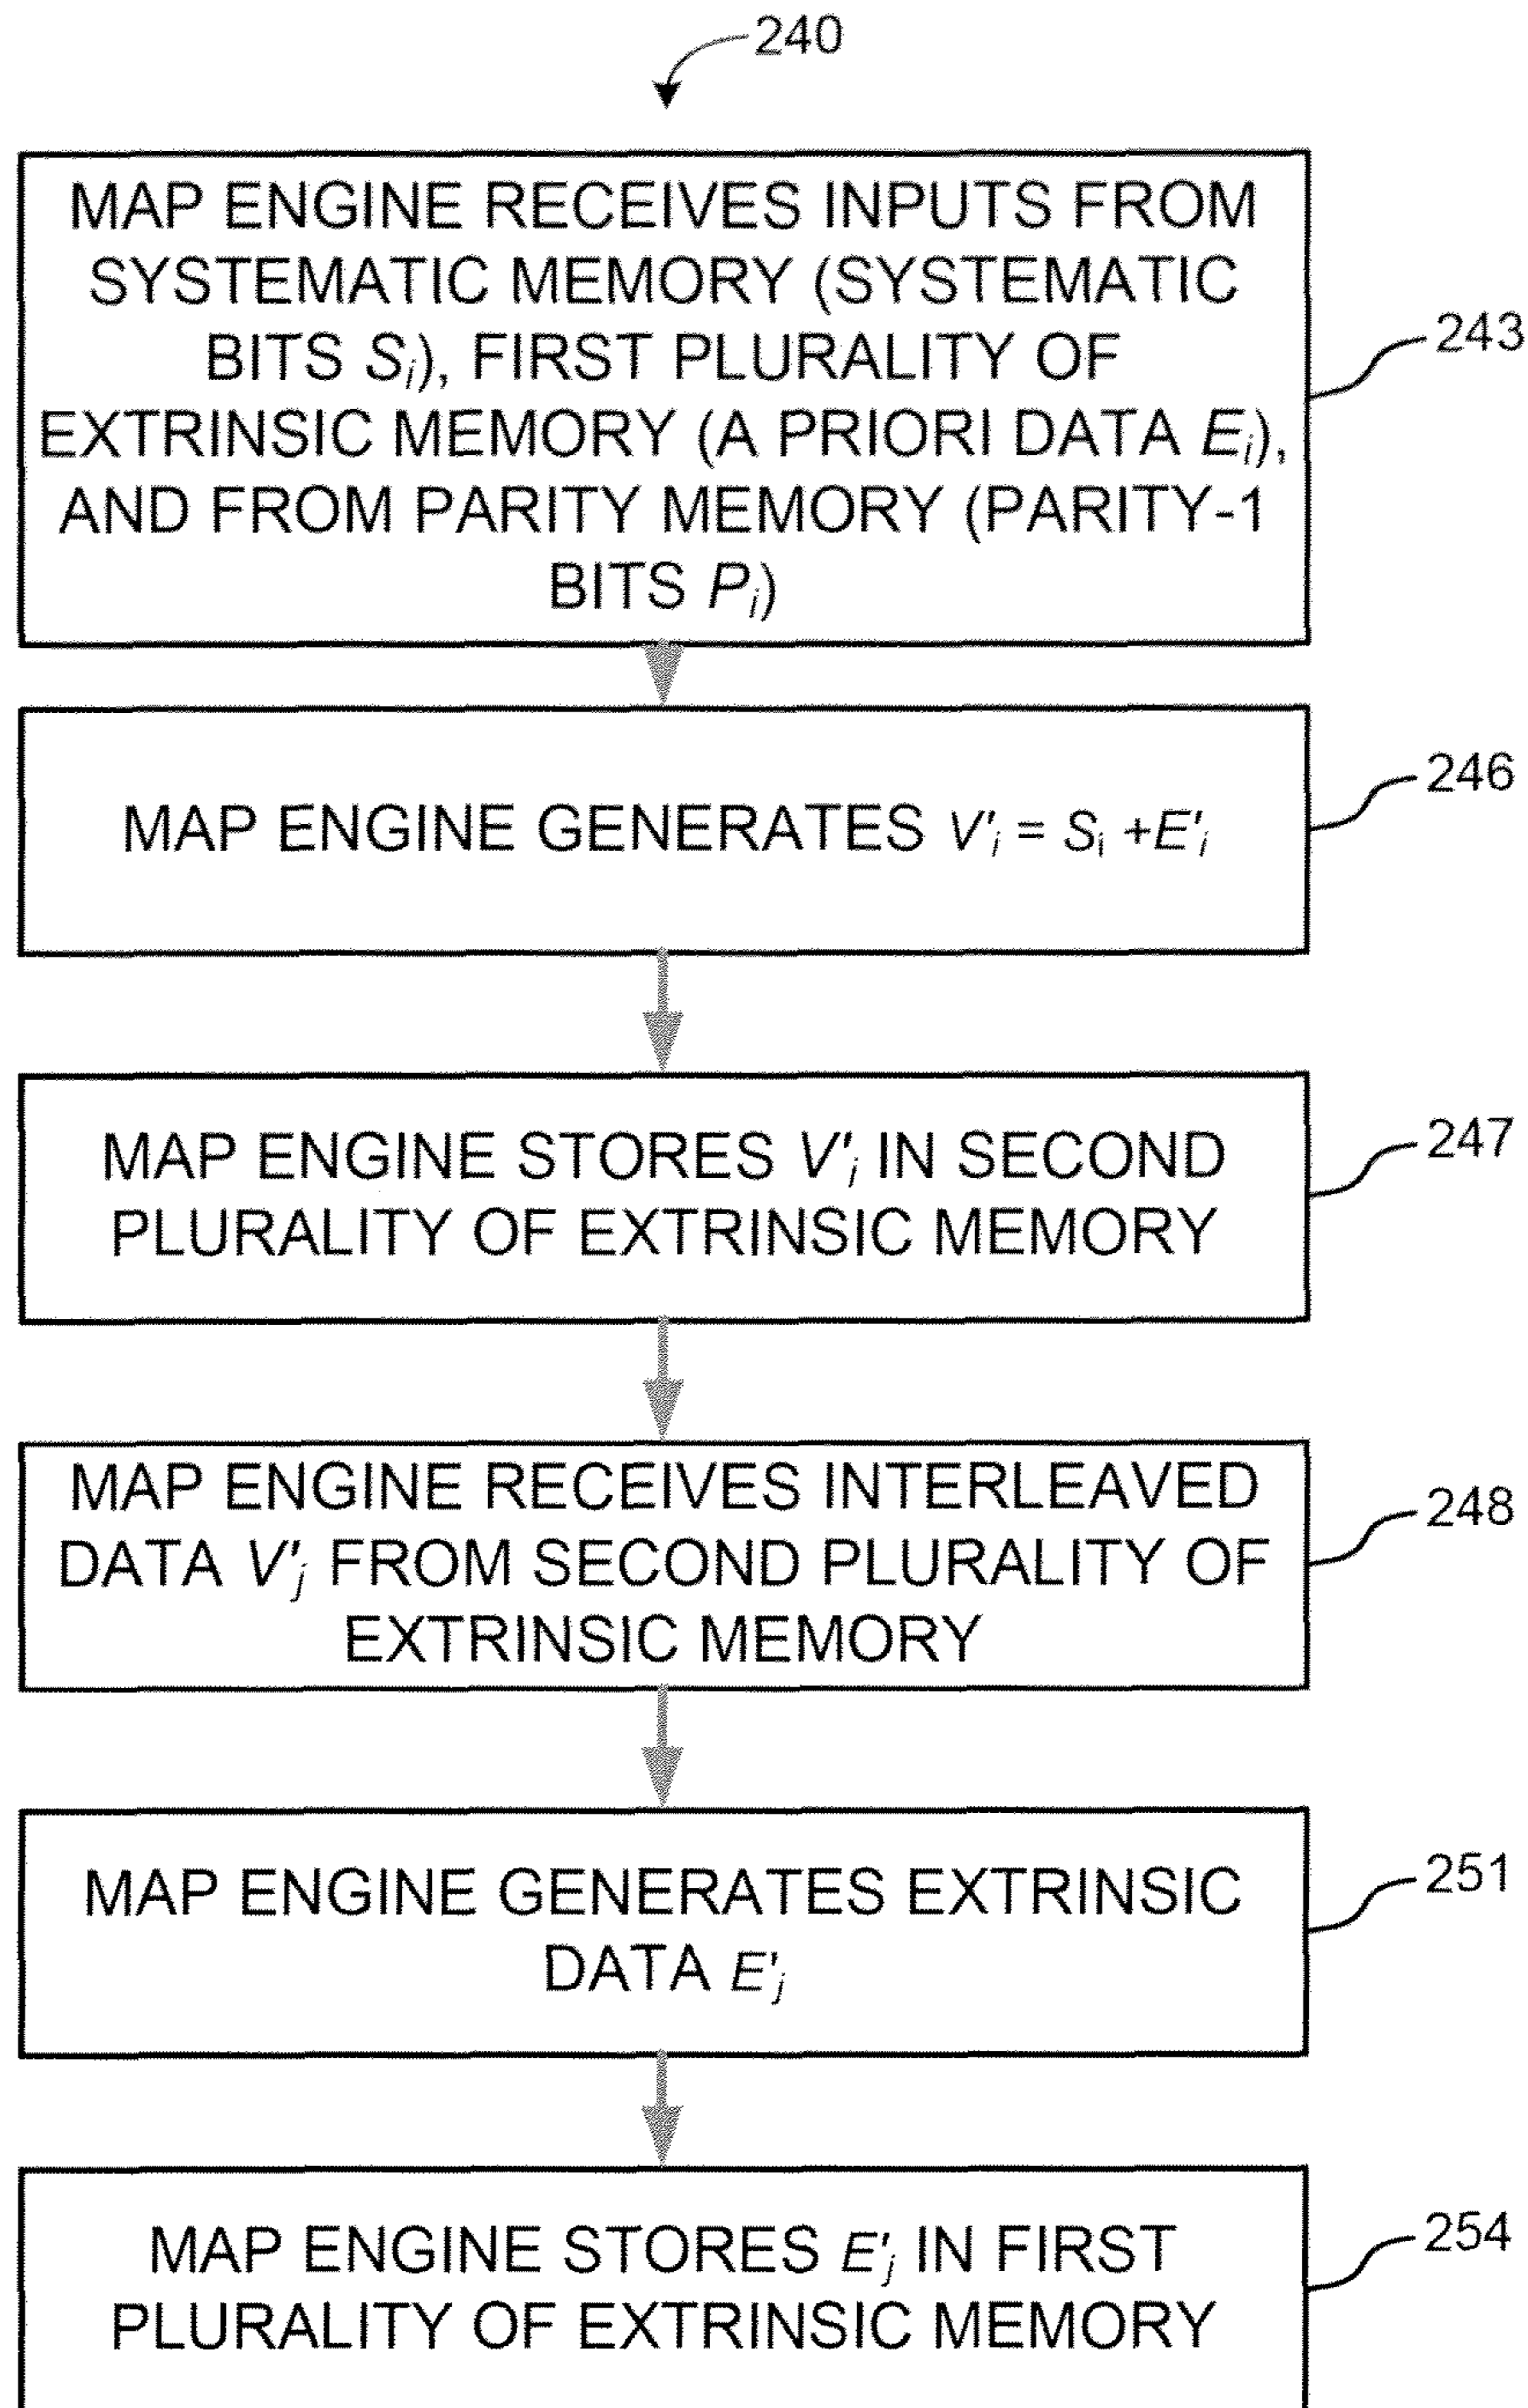 240
MAP ENGINE RECEIVES INPUTS FROM
SYSTEMATIC MEMORY (SYSTEMATIC
BITS Si), FIRST PLURALITY OF
EXTRINSIC MEMORY (A PRIORI DATA Ei),
AND FROM PARITY MEMORY (PARITY-1
BITS Pi)
243
MAP ENGINE GENERATES V'i = Si +E'i
246
MAP ENGINE STORES V'i IN SECOND
PLURALITY OF EXTRINSIC MEMORY
247
MAP ENGINE RECEIVES INTERLEAVED
DATA V'j FROM SECOND PLURALITY OF
EXTRINSIC MEMORY
248
MAP ENGINE GENERATES EXTRINSIC
DATA E'j
251
MAP ENGINE STORES E'j IN FIRST
PLURALITY OF EXTRINSIC MEMORY
254